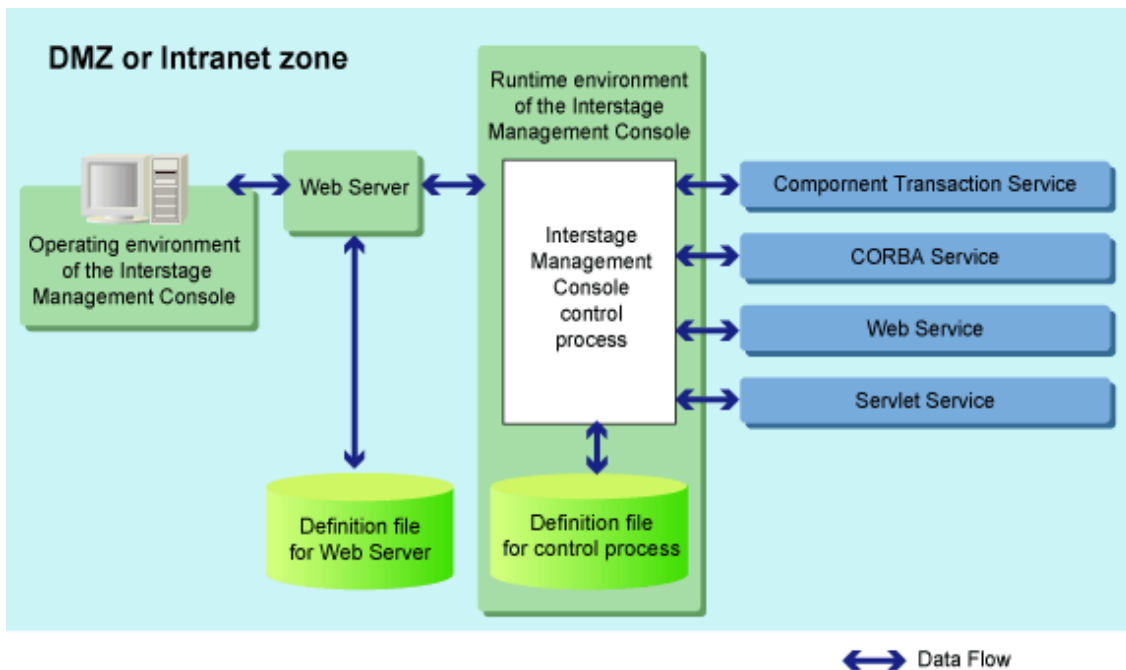 DMZ or Intranet zone
Runtime environment
of the Interstage
Management Console
Web Server
Operating environment
of the Interstage
Management Console
Interstage
Management
Console
control
process
Compornent Transaction Service
CORBA Service
Web Service
Servlet Service
Definition file
for Web Server
Definition file
for control process
Data Flow